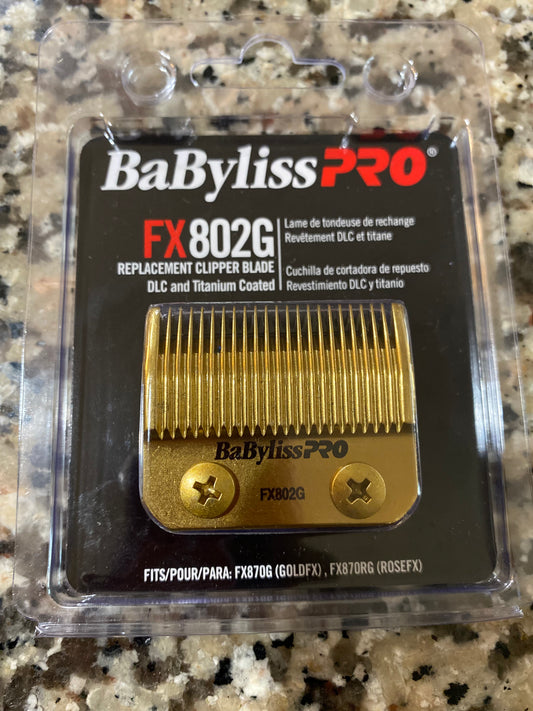 BaBylissPRO®
FX802G
REPLACEMENT CLIPPER BLADE
DLC and Titanium Coated
Lame de tondeuse de rechange
Revêtement DLC et titane
Cuchilla de cortadora de repuesto
Revestimiento DLC y titanio
BaBylissPRO
FX802G
FITS/POUR/PARA: FX870G (GOLDFX) , FX870RG (ROSEFX)